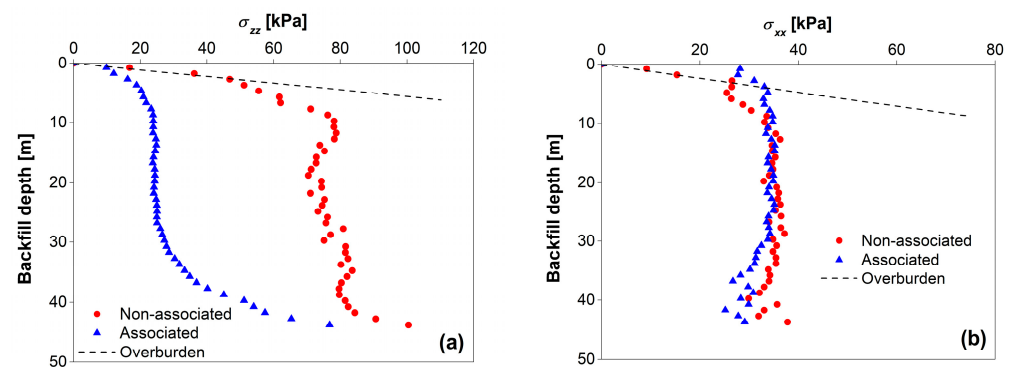 σzz [kPa]
0 20 40 60 80 100 120
0
10
20
30
40
50
Backfill depth [m]
Non-associated
Associated
Overburden
(a)
σxx [kPa]
0 20 40 60 80
0
10
20
30
40
50
Backfill depth [m]
Non-associated
Associated
Overburden
(b)